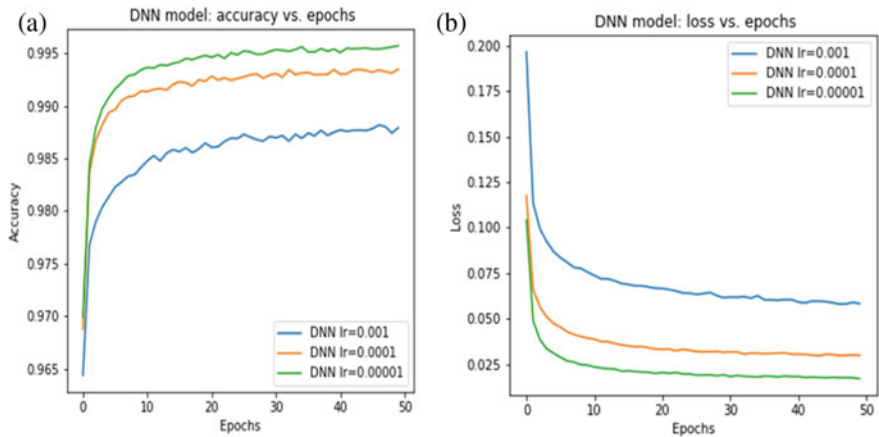 (a)
DNN model: accuracy vs. epochs
0.995
0.990
0.985
0.980
0.975
0.970
0.965
Accuracy
DNN lr=0.001
DNN lr=0.0001
DNN lr=0.00001
0 10 20 30 40 50
Epochs
(b)
DNN model: loss vs. epochs
0.200
0.175
0.150
0.125
0.100
0.075
0.050
0.025
Loss
DNN lr=0.001
DNN lr=0.0001
DNN lr=0.00001
0 10 20 30 40 50
Epochs